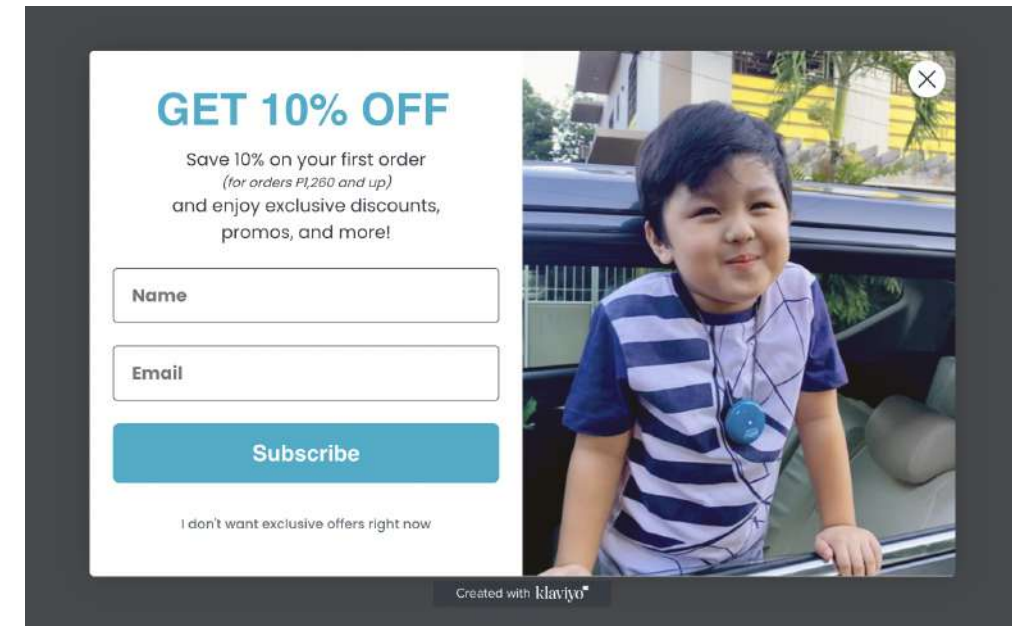 GET 10% OFF
Save 10% on your first order
(for orders P1,260 and up)
and enjoy exclusive discounts,
promos, and more!
Name
Email
Subscribe
I don't want exclusive offers right now
Created with klaviyo